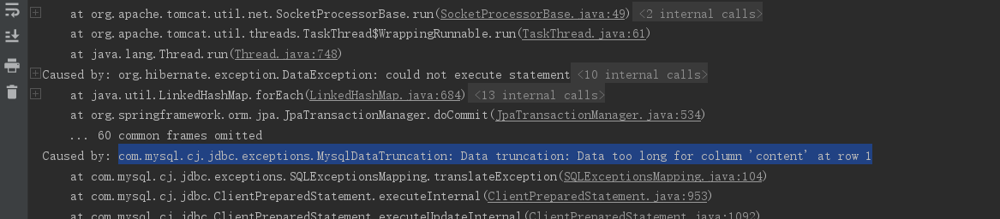 at org.apache.tomcat.util.net.SocketProcessorBase.run(SocketProcessorBase.java:49) <2 internal calls>
at org.apache.tomcat.util.threads.TaskThread$WrappingRunnable.run(TaskThread.java:61)
at java.lang.Thread.run(Thread.java:748)
Caused by: org.hibernate.exception.DataException: could not execute statement <10 internal calls>
at java.util.LinkedHashMap.forEach(LinkedHashMap.java:684) <13 internal calls>
at org.springframework.orm.jpa.JpaTransactionManager.doCommit(JpaTransactionManager.java:534)
... 60 common frames omitted
Caused by: com.mysql.cj.jdbc.exceptions.MysqlDataTruncation: Data truncation: Data too long for column 'content' at row 1
at com.mysql.cj.jdbc.exceptions.SQLExceptionsMapping.translateException(SQLExceptionsMapping.java:104)
at com.mysql.cj.jdbc.ClientPreparedStatement.executeInternal(ClientPreparedStatement.java:953)
at com.mysql.cj.jdbc.ClientPreparedStatement.executeUpdateInternal(ClientPreparedStatement.java:1092)